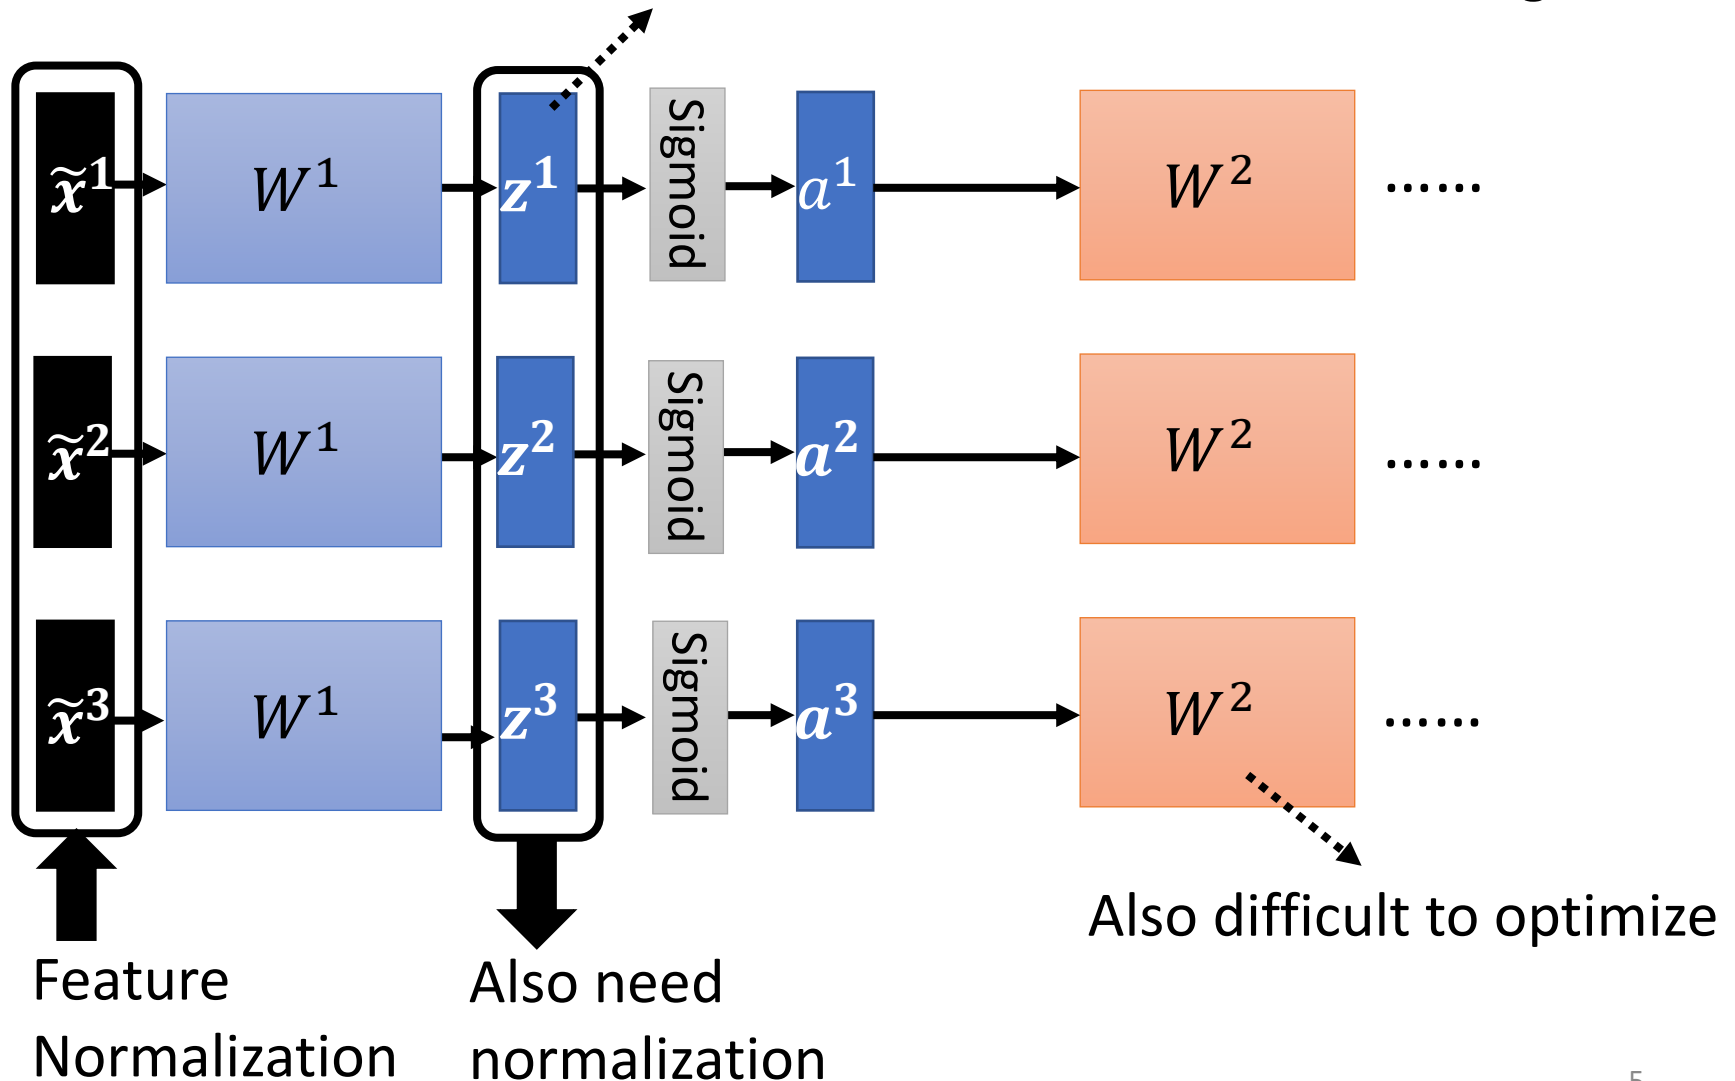 x̃¹ W¹ z¹ Sigmoid a¹ W² ……
x̃² W¹ z² Sigmoid a² W² ……
x̃³ W¹ z³ Sigmoid a³ W² ……
Also difficult to optimize
Feature
Normalization
Also need
normalization
5